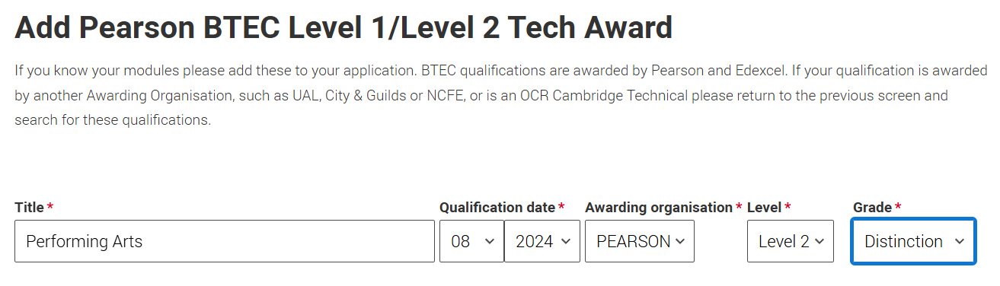 Add Pearson BTEC Level 1/Level 2 Tech Award
If you know your modules please add these to your application. BTEC qualifications are awarded by Pearson and Edexcel. If your qualification is awarded
by another Awarding Organisation, such as UAL, City & Guilds or NCFE, or is an OCR Cambridge Technical please return to the previous screen and
search for these qualifications.
Title * Qualification date * Awarding organisation * Level * Grade *
Performing Arts 08 2024 PEARSON Level 2 Distinction